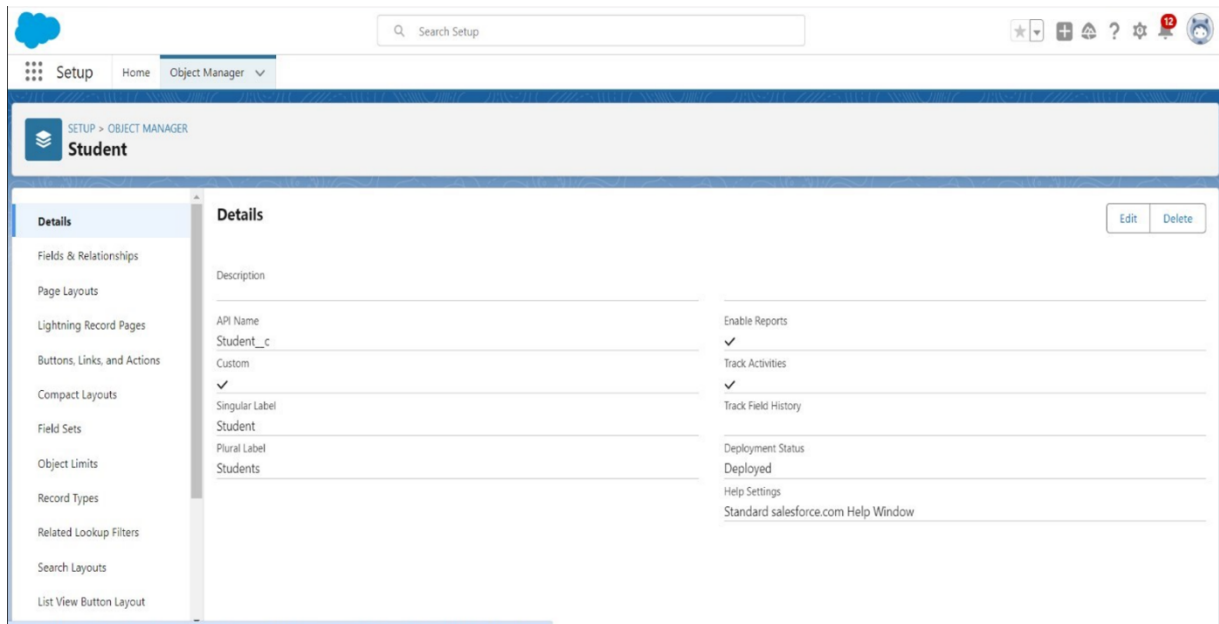 Search Setup
12
Setup Home Object Manager
SETUP > OBJECT MANAGER
Student
Details
Fields & Relationships
Page Layouts
Lightning Record Pages
Buttons, Links, and Actions
Compact Layouts
Field Sets
Object Limits
Record Types
Related Lookup Filters
Search Layouts
List View Button Layout
Details
Edit Delete
Description
API Name
Student__c
Custom
Singular Label
Student
Plural Label
Students
Enable Reports
Track Activities
Track Field History
Deployment Status
Deployed
Help Settings
Standard salesforce.com Help Window